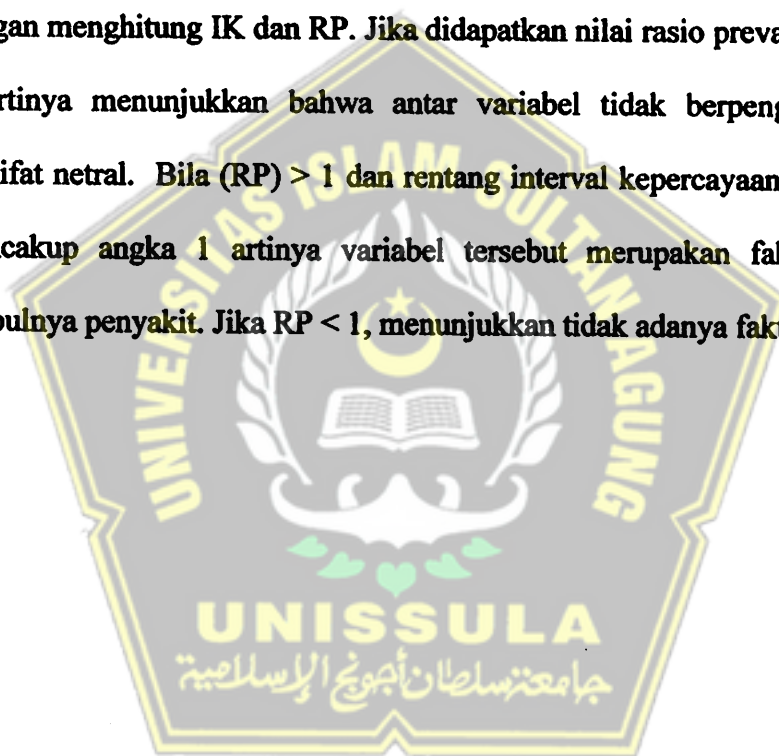 gan menghitung IK dan RP. Jika didapatkan nilai rasio preva
rtinya menunjukkan bahwa antar variabel tidak berpeng
ifat netral. Bila (RP) > 1 dan rentang interval kepercayaan
cakup angka 1 artinya variabel tersebut merupakan fal
pulnya penyakit. Jika RP < 1, menunjukkan tidak adanya fakt
UNIVERSITAS ISLAM SULTAN AGUNG
UNISSULA
جامعة سلطان أجونج الإسلامية